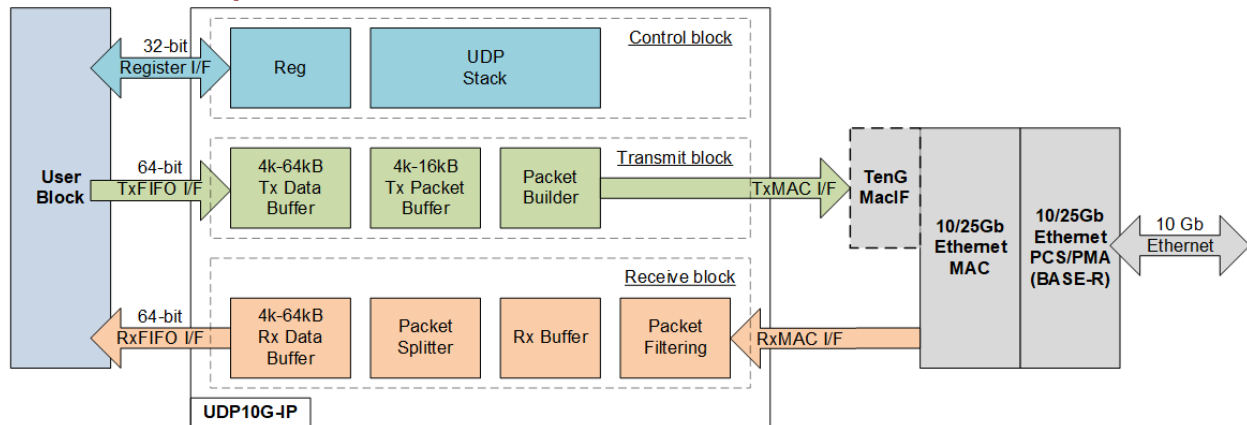 Control block
32-bit
Register I/F
Reg
UDP
Stack
User
Block
64-bit
TxFIFO I/F
Transmit block
4k-64kB
Tx Data
Buffer
4k-16kB
Tx Packet
Buffer
Packet
Builder
TxMAC I/F
TenG
MacIF
10/25Gb
Ethernet
MAC
10/25Gb
Ethernet
PCS/PMA
(BASE-R)
10 Gb
Ethernet
Receive block
64-bit
RxFIFO I/F
4k-64kB
Rx Data
Buffer
Packet
Splitter
Rx Buffer
Packet
Filtering
RxMAC I/F
UDP10G-IP